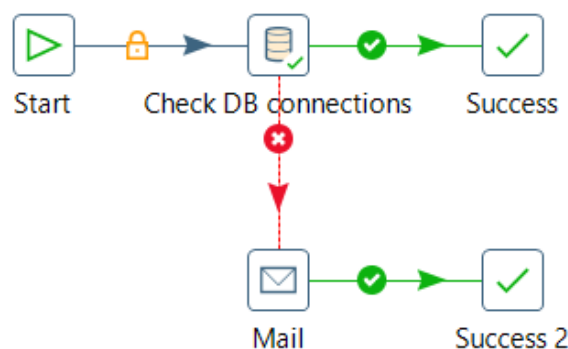 Start
Check DB connections
Success
Mail
Success 2